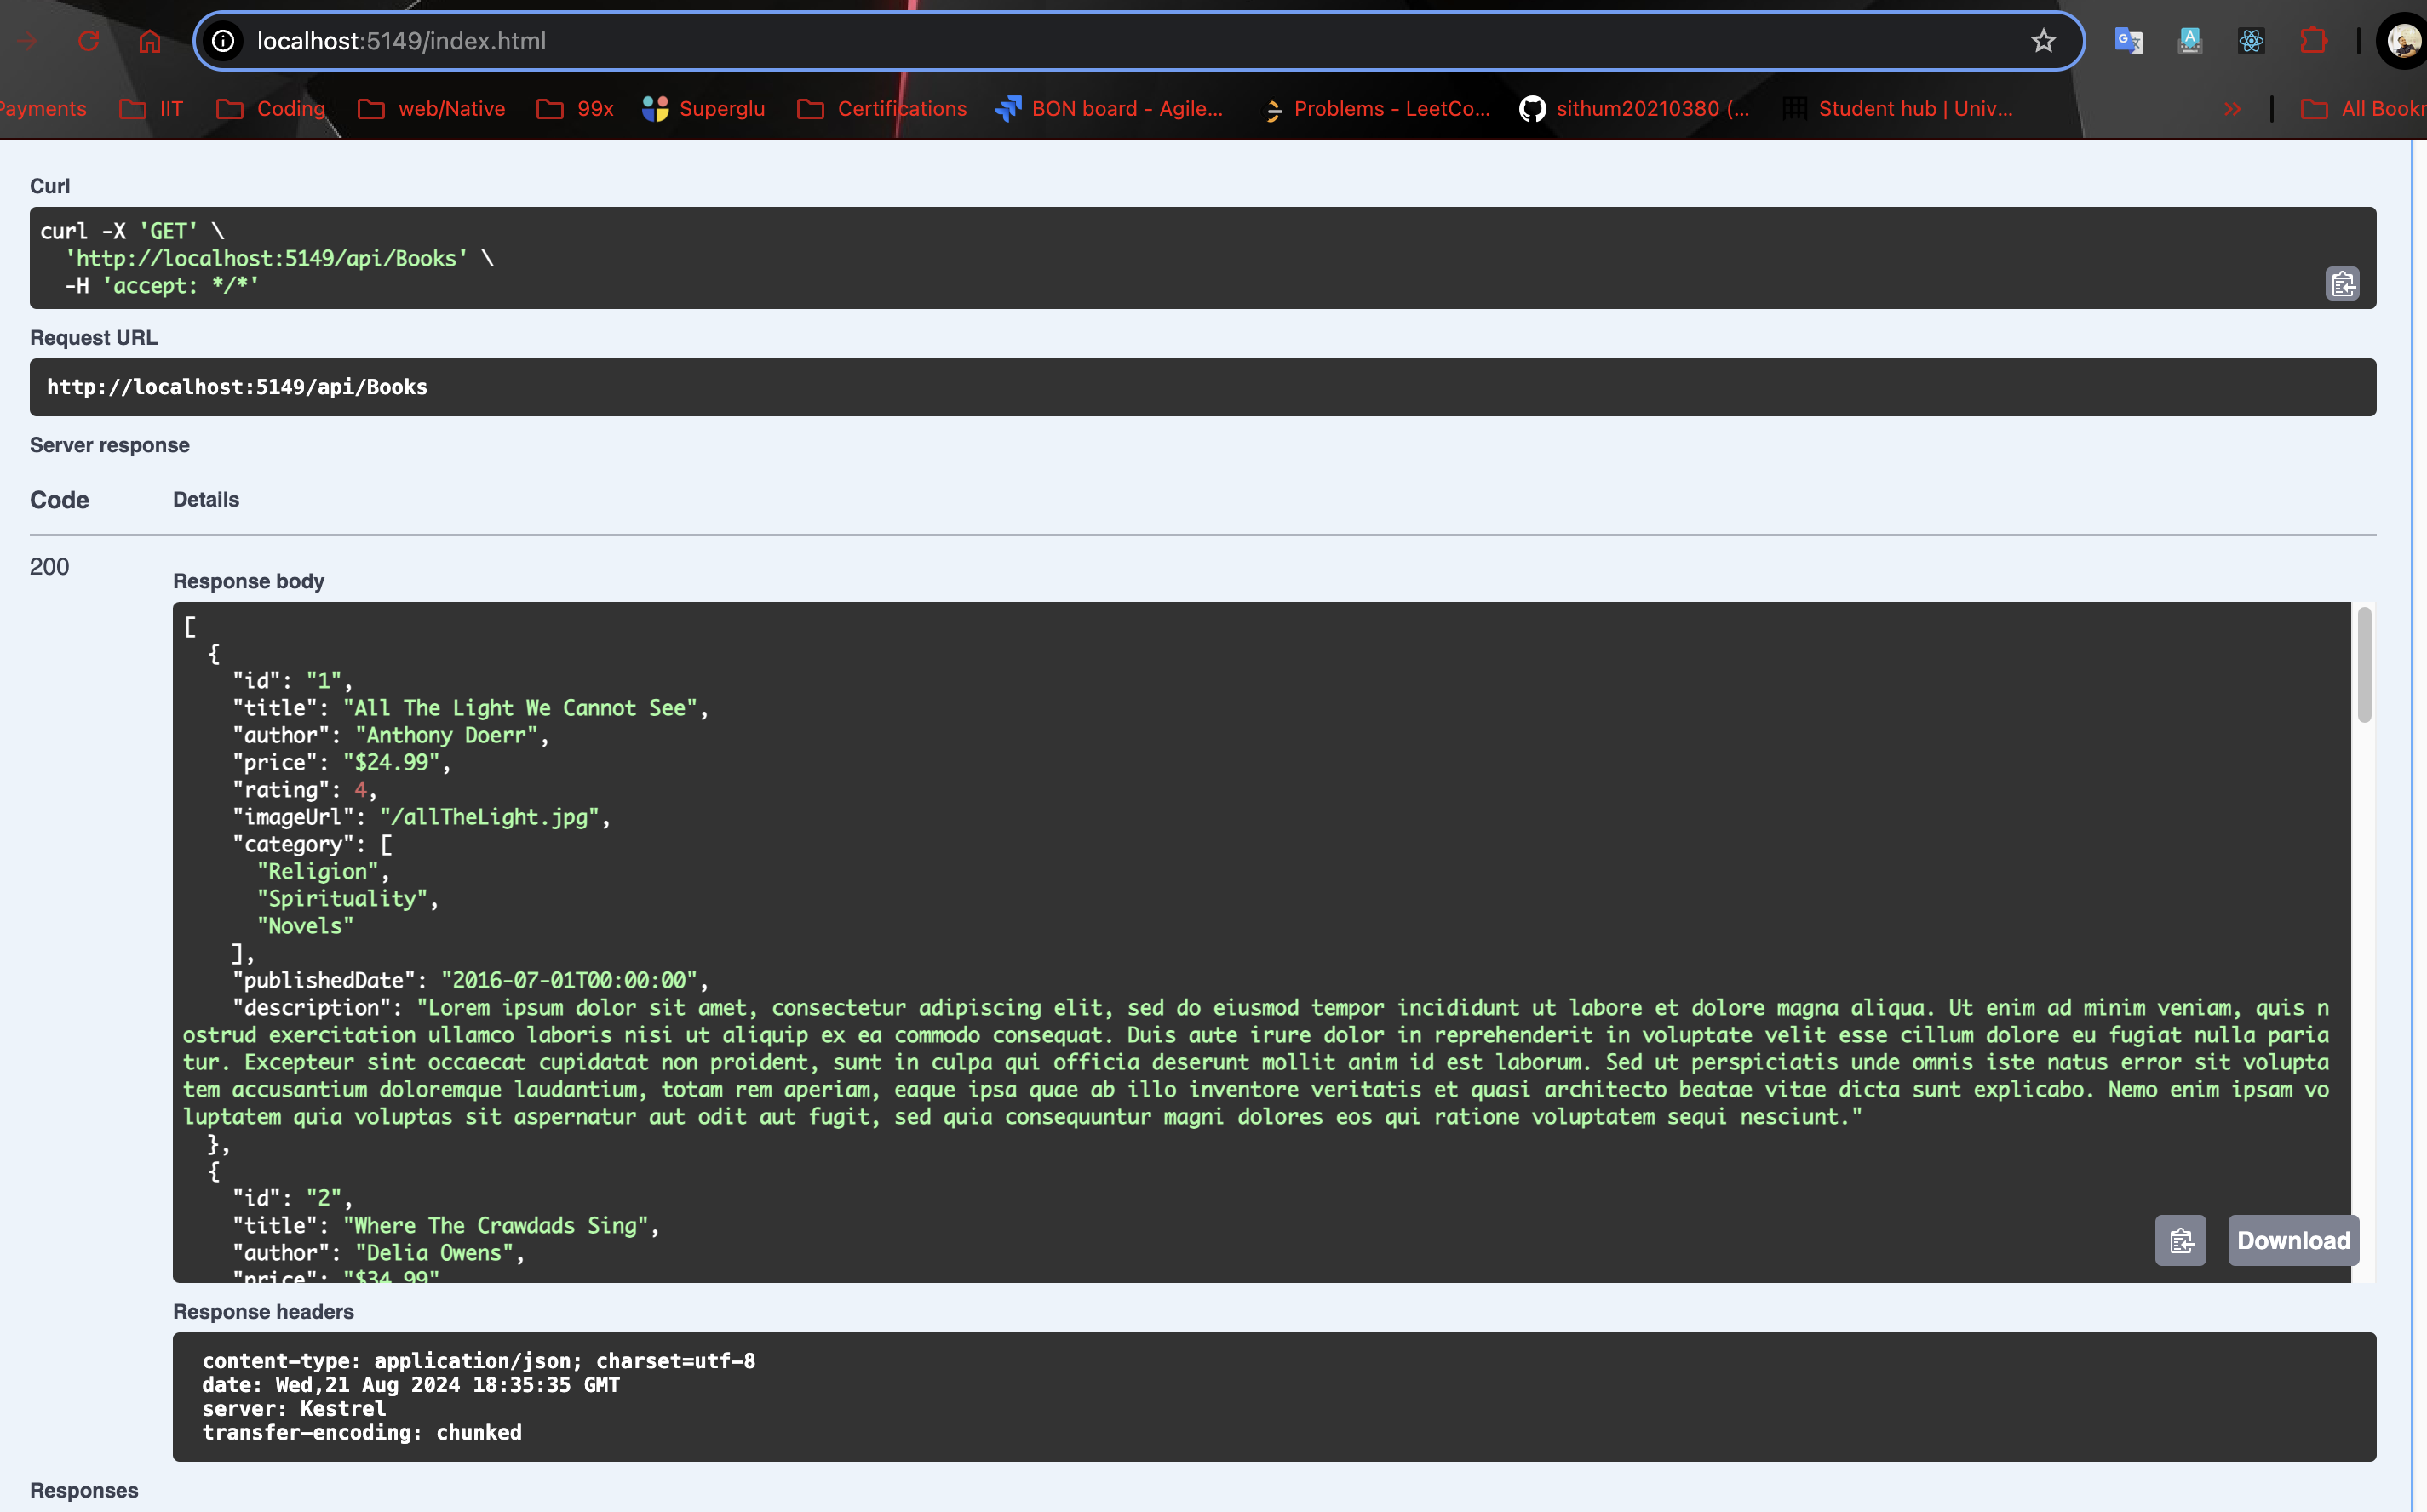 localhost:5149/index.html
Payments IIT Coding web/Native 99x Superglu Certifications BON board - Agile... Problems - LeetCo... sithum20210380 (... Student hub | Univ... » All Bookr
Curl
curl -X 'GET' \
  'http://localhost:5149/api/Books' \
  -H 'accept: */*'
Request URL
http://localhost:5149/api/Books
Server response
Code Details
200
Response body
[
  {
    "id": "1",
    "title": "All The Light We Cannot See",
    "author": "Anthony Doerr",
    "price": "$24.99",
    "rating": 4,
    "imageUrl": "/allTheLight.jpg",
    "category": [
      "Religion",
      "Spirituality",
      "Novels"
    ],
    "publishedDate": "2016-07-01T00:00:00",
    "description": "Lorem ipsum dolor sit amet, consectetur adipiscing elit, sed do eiusmod tempor incididunt ut labore et dolore magna aliqua. Ut enim ad minim veniam, quis n
ostrud exercitation ullamco laboris nisi ut aliquip ex ea commodo consequat. Duis aute irure dolor in reprehenderit in voluptate velit esse cillum dolore eu fugiat nulla paria
tur. Excepteur sint occaecat cupidatat non proident, sunt in culpa qui officia deserunt mollit anim id est laborum. Sed ut perspiciatis unde omnis iste natus error sit volupta
tem accusantium doloremque laudantium, totam rem aperiam, eaque ipsa quae ab illo inventore veritatis et quasi architecto beatae vitae dicta sunt explicabo. Nemo enim ipsam vo
luptatem quia voluptas sit aspernatur aut odit aut fugit, sed quia consequuntur magni dolores eos qui ratione voluptatem sequi nesciunt."
  },
  {
    "id": "2",
    "title": "Where The Crawdads Sing",
    "author": "Delia Owens",
    "price": "$34.99"
Download
Response headers
content-type: application/json; charset=utf-8
date: Wed,21 Aug 2024 18:35:35 GMT
server: Kestrel
transfer-encoding: chunked
Responses